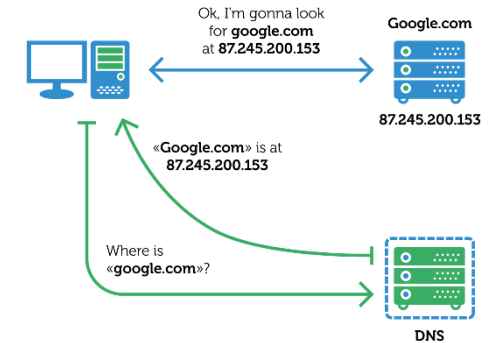 Ok, I'm gonna look
for google.com
at 87.245.200.153
Google.com
87.245.200.153
«Google.com» is at
87.245.200.153
Where is
«google.com»?
DNS